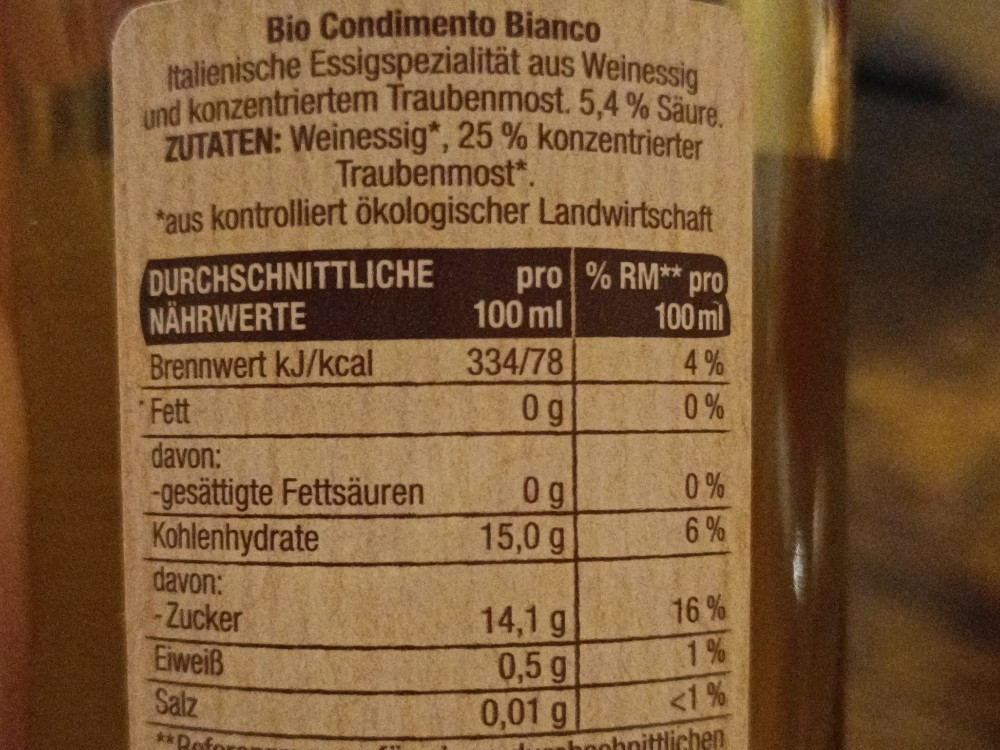 Bio Condimento Bianco
Italienische Essigspezialität aus Weinessig
und konzentriertem Traubenmost. 5,4 % Säure.
ZUTATEN: Weinessig*, 25 % konzentrierter
Traubenmost*.
*aus kontrolliert ökologischer Landwirtschaft
DURCHSCHNITTLICHE pro % RM** pro
NÄHRWERTE 100 ml 100 ml
Brennwert kJ/kcal 334/78 4 %
Fett 0 g 0 %
davon:
-gesättigte Fettsäuren 0 g 0 %
Kohlenhydrate 15,0 g 6 %
davon:
- Zucker 14,1 g 16 %
Eiweiß 0,5 g 1 %
Salz 0,01 g <1 %